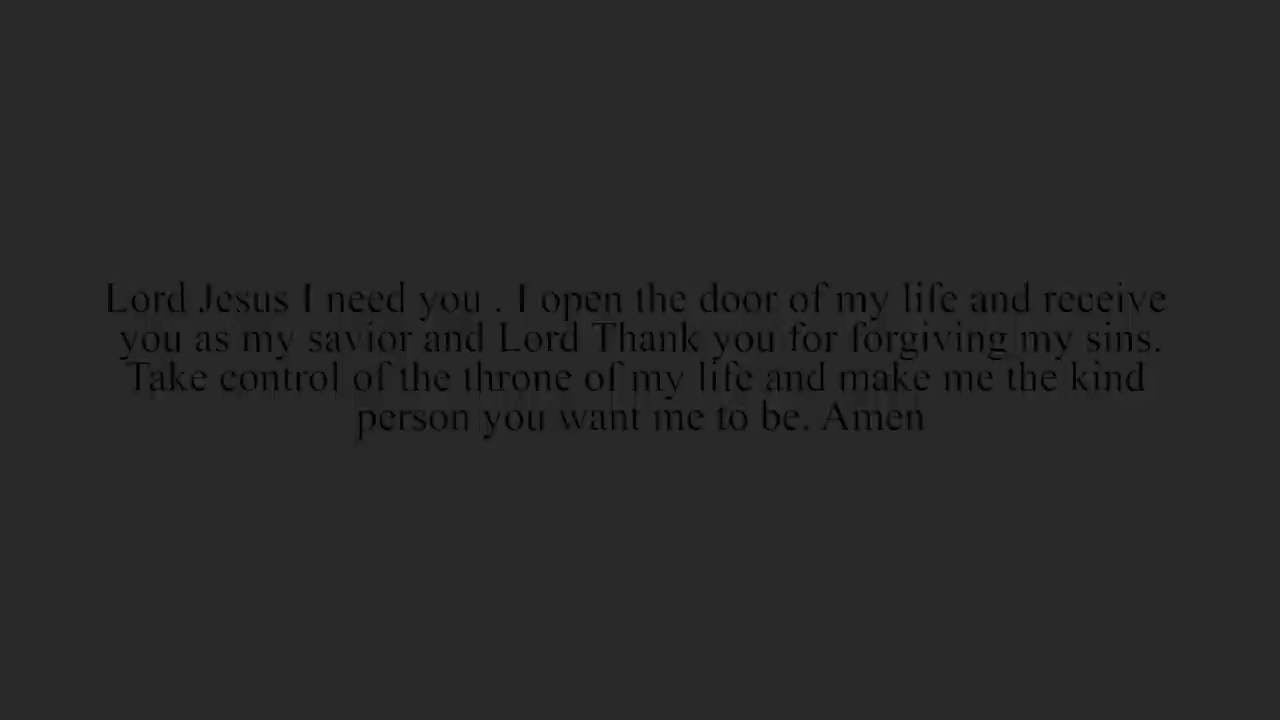 Lord Jesus I need you . I open the door of my life and receive
you as my savior and Lord Thank you for forgiving my sins.
Take control of the throne of my life and make me the kind
person you want me to be. Amen